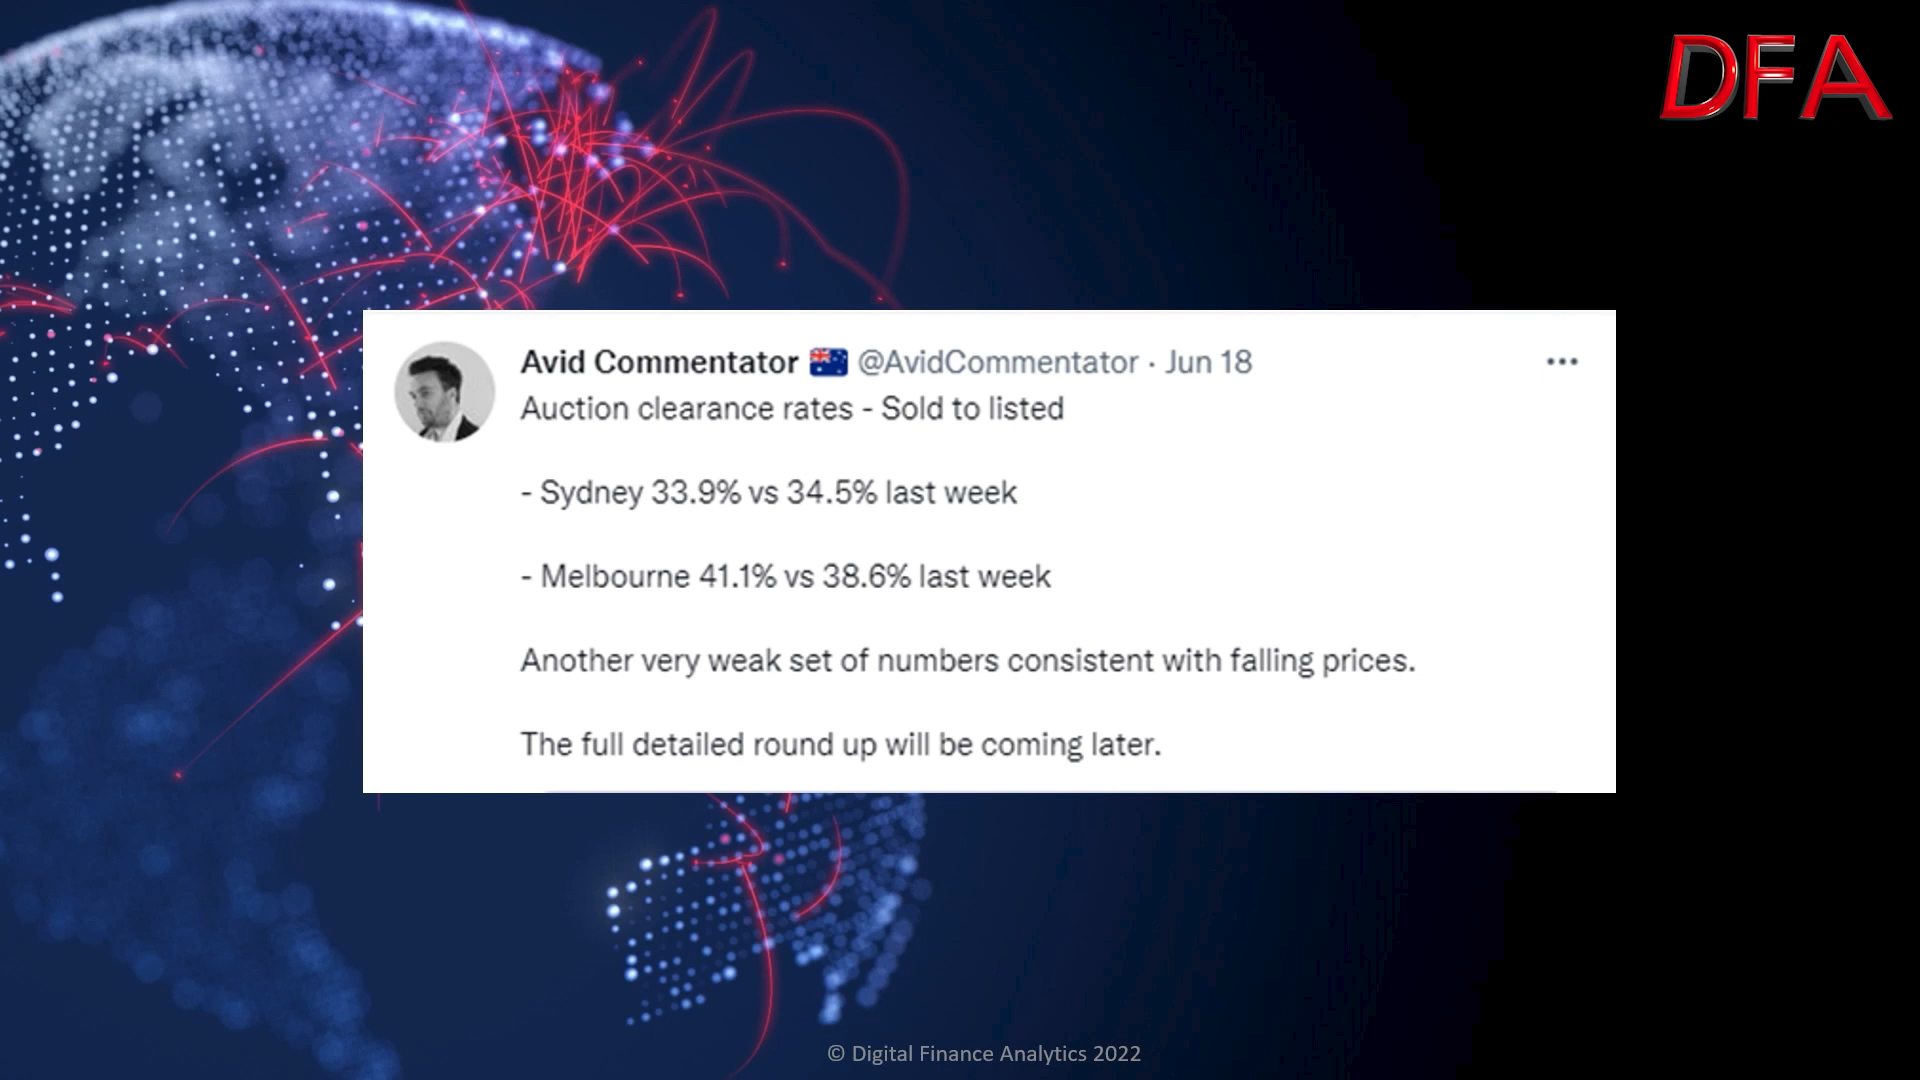 DFA
Avid Commentator 🇦🇺 @AvidCommentator · Jun 18
Auction clearance rates - Sold to listed
- Sydney 33.9% vs 34.5% last week
- Melbourne 41.1% vs 38.6% last week
Another very weak set of numbers consistent with falling prices.
The full detailed round up will be coming later.
© Digital Finance Analytics 2022